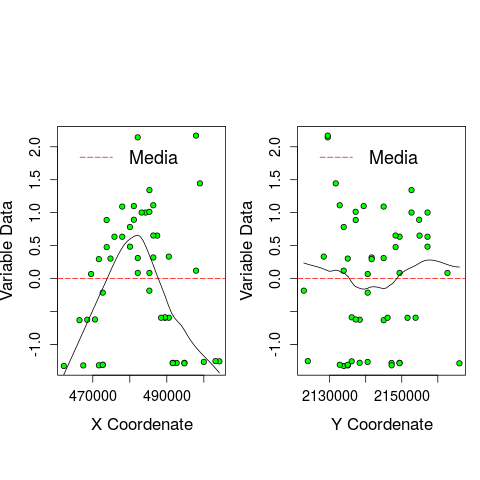 Media
Media
Variable Data
Variable Data
2.0
1.5
1.0
0.5
0.0
-1.0
2.0
1.5
1.0
0.5
0.0
-1.0
470000 490000
2130000 2150000
X Coordenate
Y Coordenate